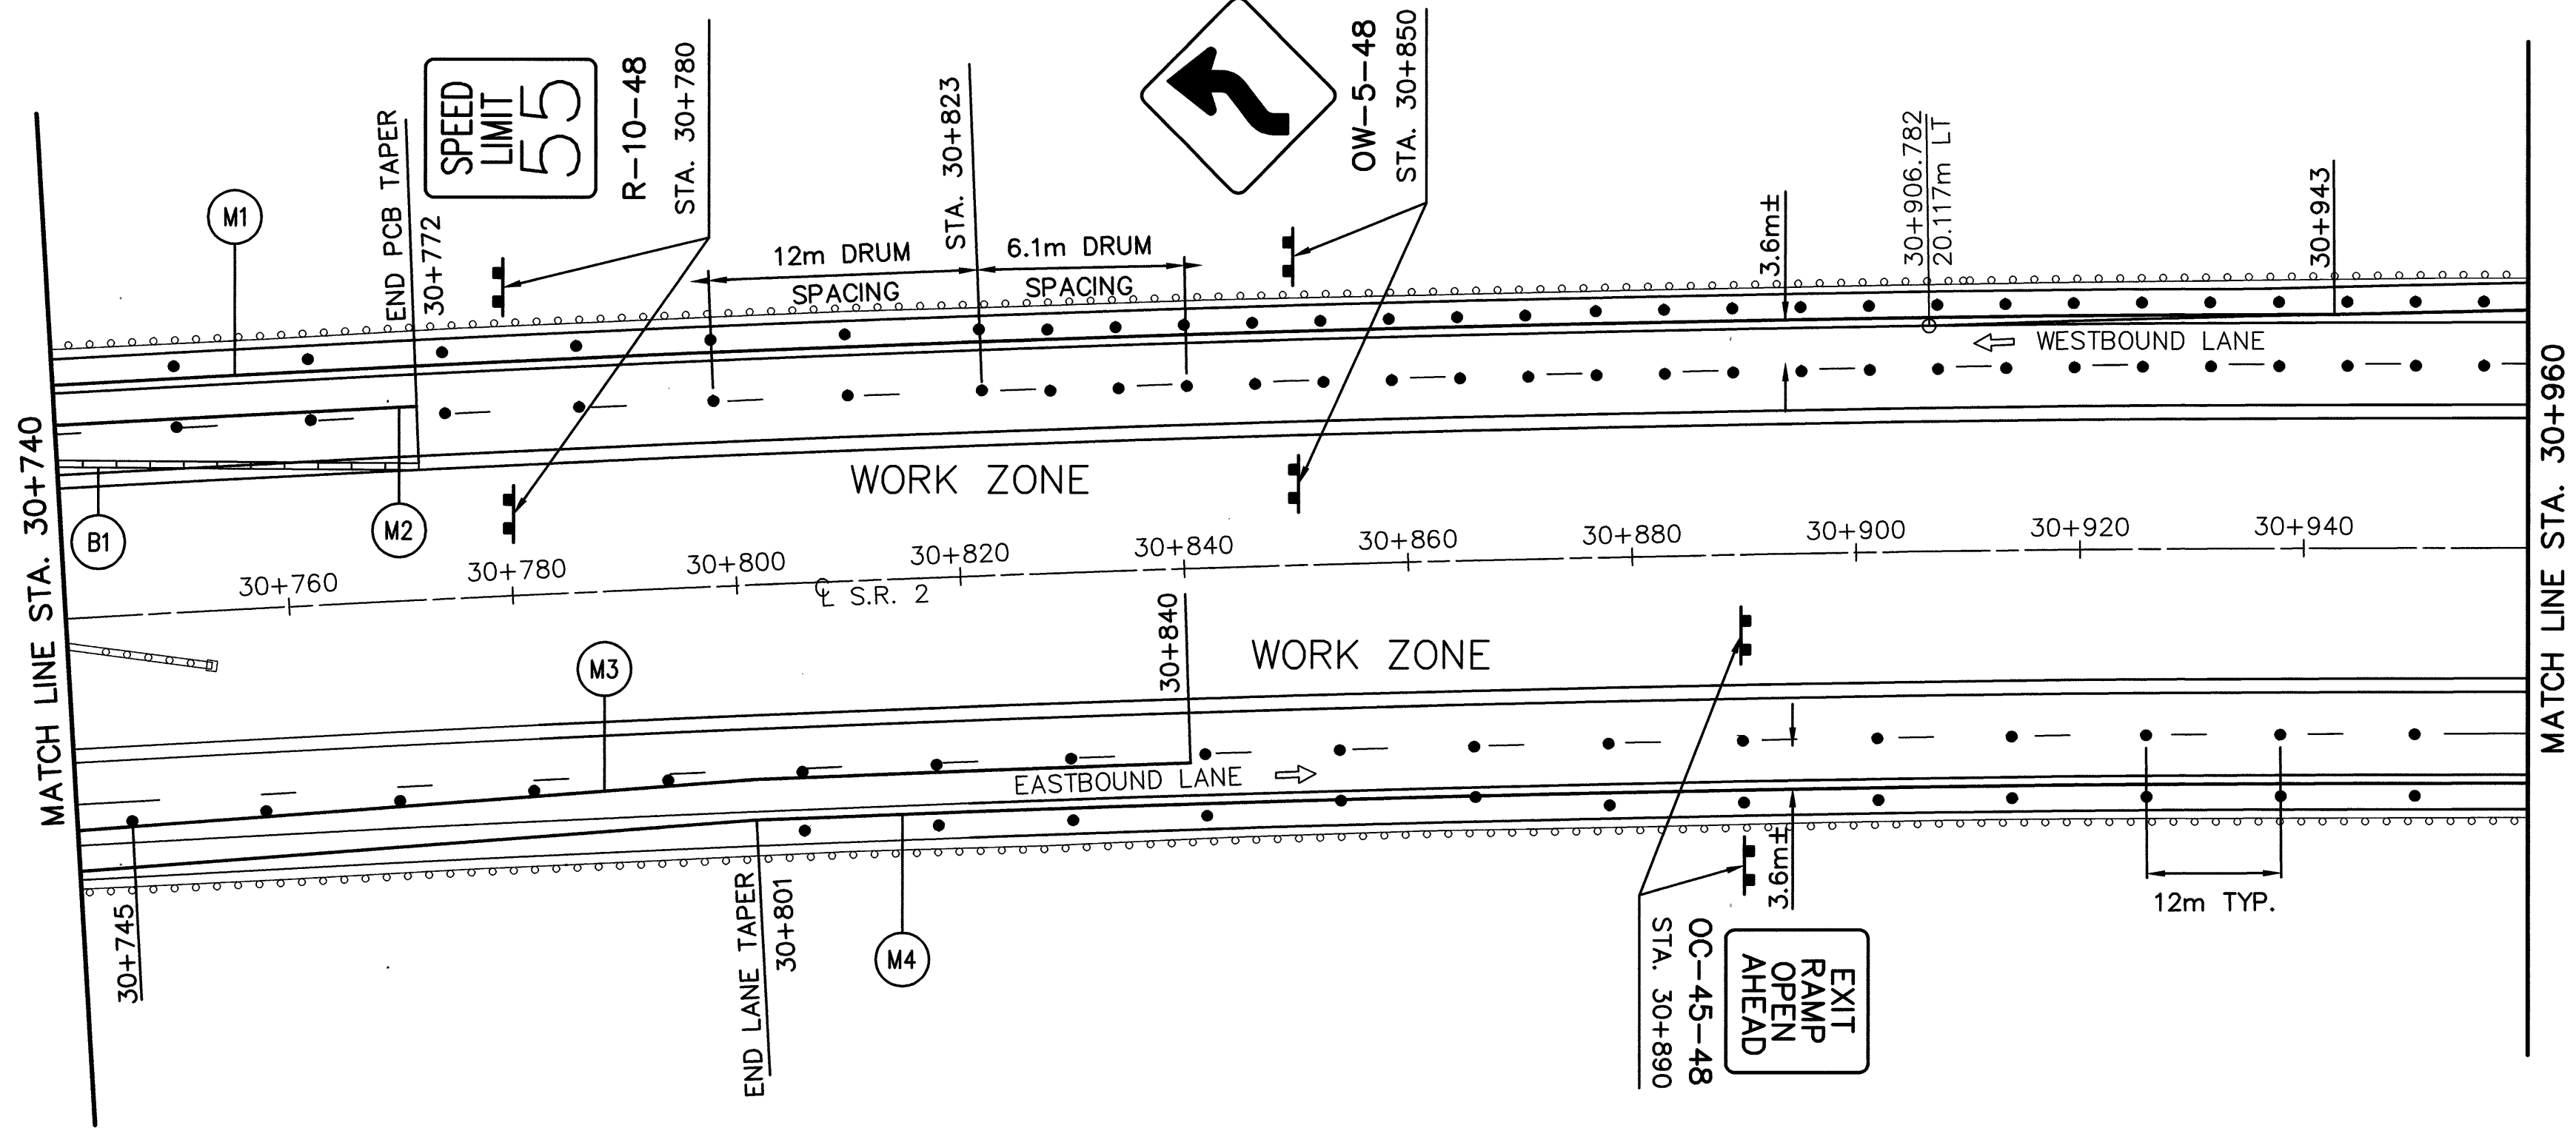 MATCH LINE STA. 30+740
M1
END PCB TAPER
30+772
SPEED
LIMIT
55
R-10-48
STA. 30+780
12m DRUM
SPACING
STA. 30+823
6.1m DRUM
SPACING
OW-5-48
STA. 30+850
3.6m±
30+906.782
20.117m LT
30+943
WESTBOUND LANE
MATCH LINE STA. 30+960
B1
M2
WORK ZONE
30+760
30+780
30+800
30+820
30+840
30+860
30+880
30+900
30+920
30+940
℄ S.R. 2
M3
30+840
WORK ZONE
EASTBOUND LANE
30+745
END LANE TAPER
30+801
M4
STA. 30+890
OC-45-48
EXIT
RAMP
OPEN
AHEAD
3.6m±
12m TYP.